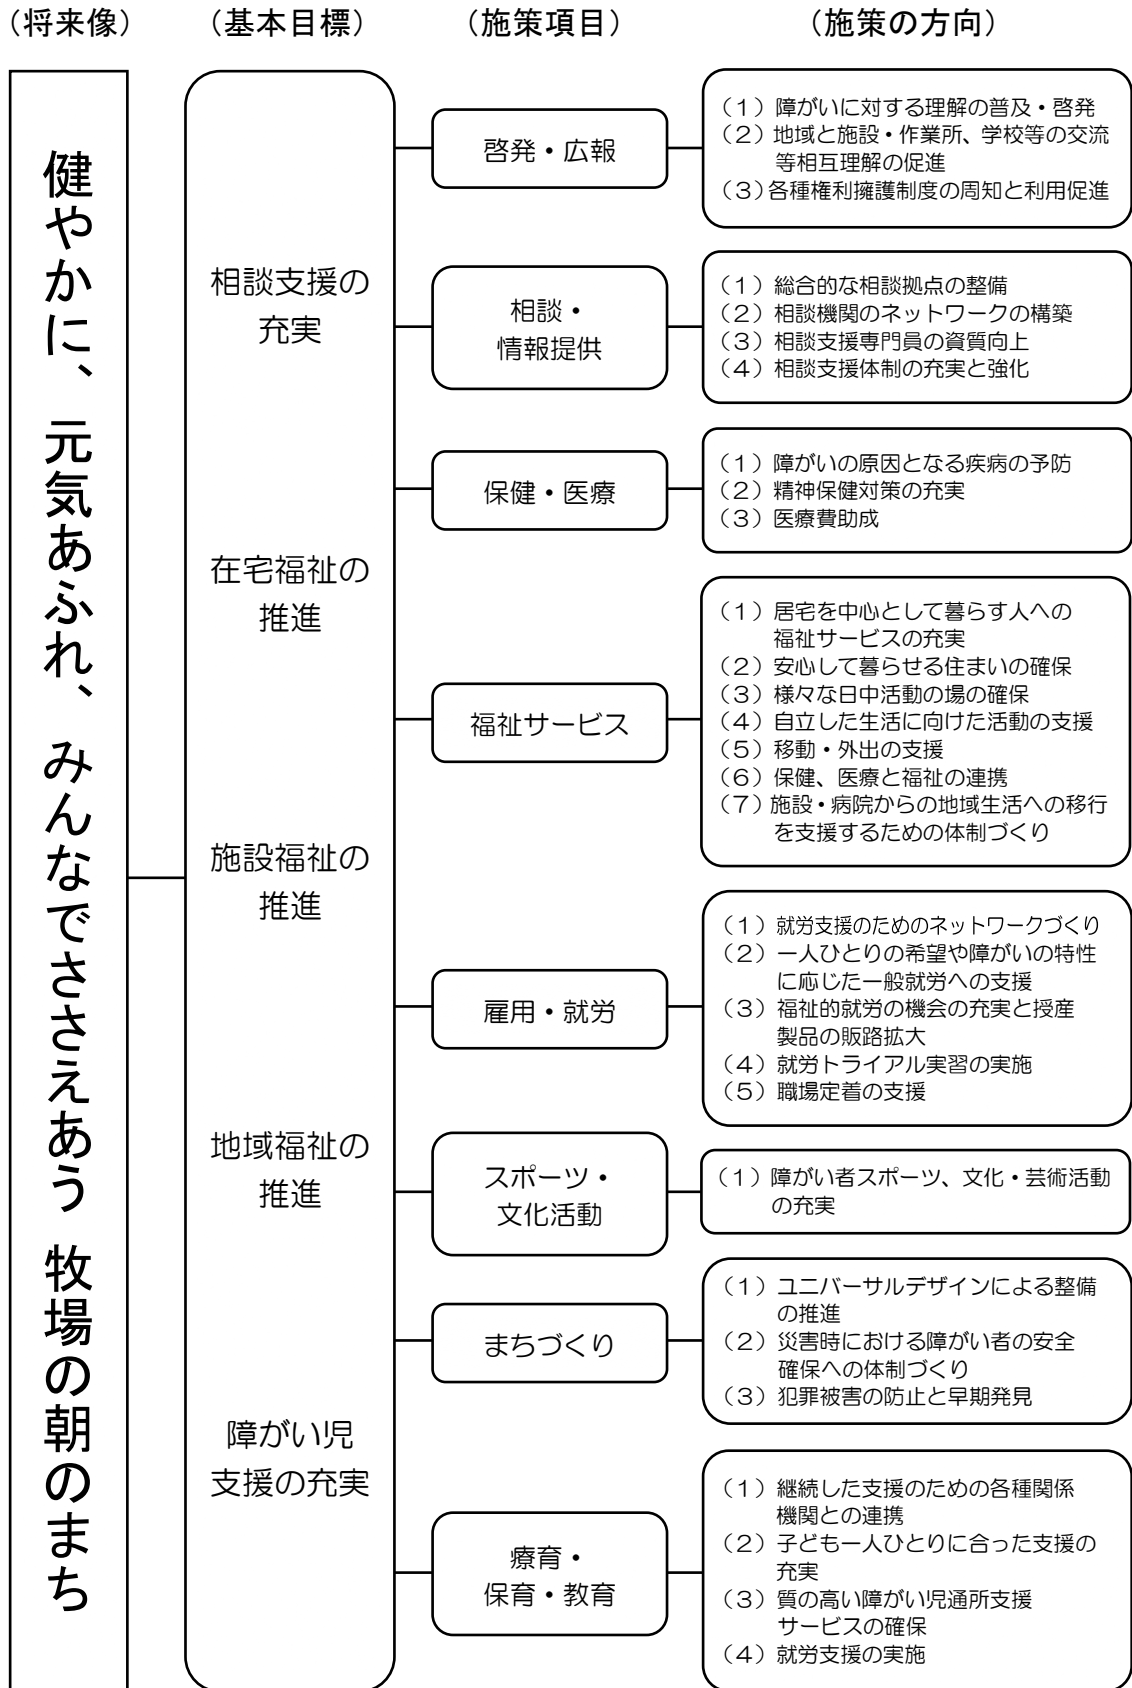 （将来像）　（基本目標）　（施策項目）　（施策の方向）
健やかに、元気あふれ、みんなでささえあう 牧場の朝のまち
相談支援の
充実
在宅福祉の
推進
施設福祉の
推進
地域福祉の
推進
障がい児
支援の充実
啓発・広報
（１）障がいに対する理解の普及・啓発
（２）地域と施設・作業所、学校等の交流
等相互理解の促進
（３）各種権利擁護制度の周知と利用促進
相談・
情報提供
（１）総合的な相談拠点の整備
（２）相談機関のネットワークの構築
（３）相談支援専門員の資質向上
（４）相談支援体制の充実と強化
保健・医療
（１）障がいの原因となる疾病の予防
（２）精神保健対策の充実
（３）医療費助成
福祉サービス
（１）居宅を中心として暮らす人への
福祉サービスの充実
（２）安心して暮らせる住まいの確保
（３）様々な日中活動の場の確保
（４）自立した生活に向けた活動の支援
（５）移動・外出の支援
（６）保健、医療と福祉の連携
（７）施設・病院からの地域生活への移行
を支援するための体制づくり
雇用・就労
（１）就労支援のためのネットワークづくり
（２）一人ひとりの希望や障がいの特性
に応じた一般就労への支援
（３）福祉的就労の機会の充実と授産
製品の販路拡大
（４）就労トライアル実習の実施
（５）職場定着の支援
スポーツ・
文化活動
（１）障がい者スポーツ、文化・芸術活動
の充実
まちづくり
（１）ユニバーサルデザインによる整備
の推進
（２）災害時における障がい者の安全
確保への体制づくり
（３）犯罪被害の防止と早期発見
療育・
保育・教育
（１）継続した支援のための各種関係
機関との連携
（２）子ども一人ひとりに合った支援の
充実
（３）質の高い障がい児通所支援
サービスの確保
（４）就労支援の実施